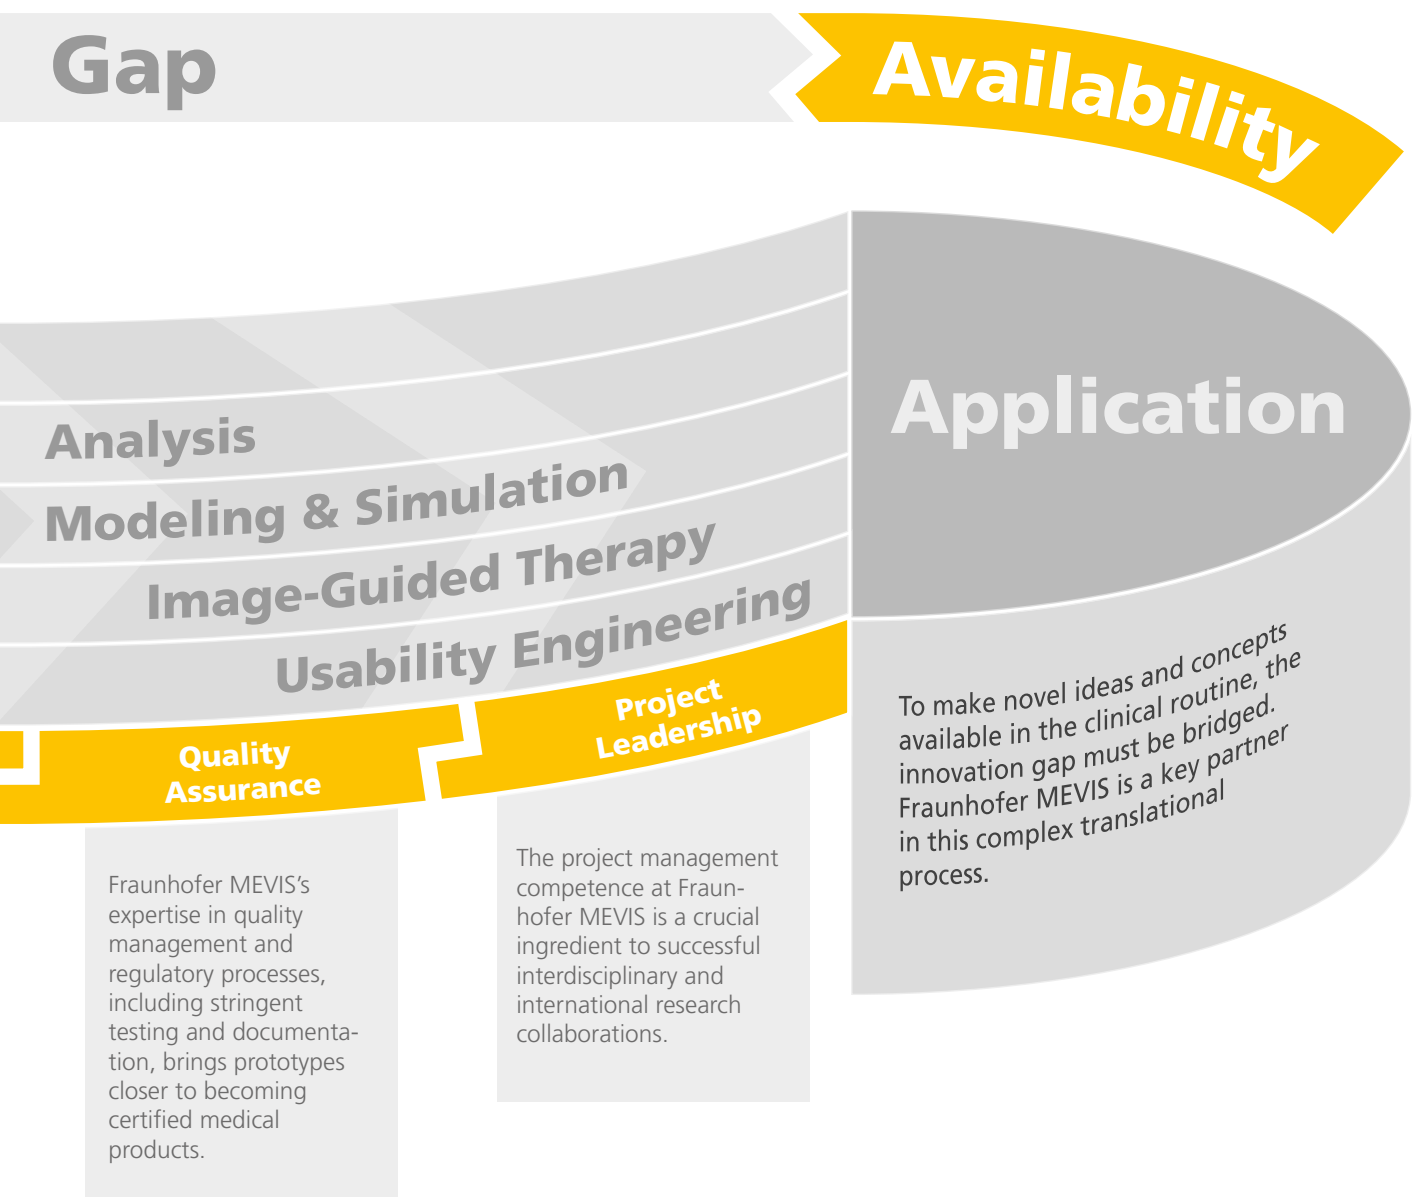 Gap
Availability
Application
Analysis
Modeling & Simulation
Image-Guided Therapy
Usability Engineering
Quality
Assurance
Project
Leadership
To make novel ideas and concepts
available in the clinical routine, the
innovation gap must be bridged.
Fraunhofer MEVIS is a key partner
in this complex translational
process.
Fraunhofer MEVIS’s
expertise in quality
management and
regulatory processes,
including stringent
testing and documenta-
tion, brings prototypes
closer to becoming
certified medical
products.
The project management
competence at Fraun-
hofer MEVIS is a crucial
ingredient to successful
interdisciplinary and
international research
collaborations.